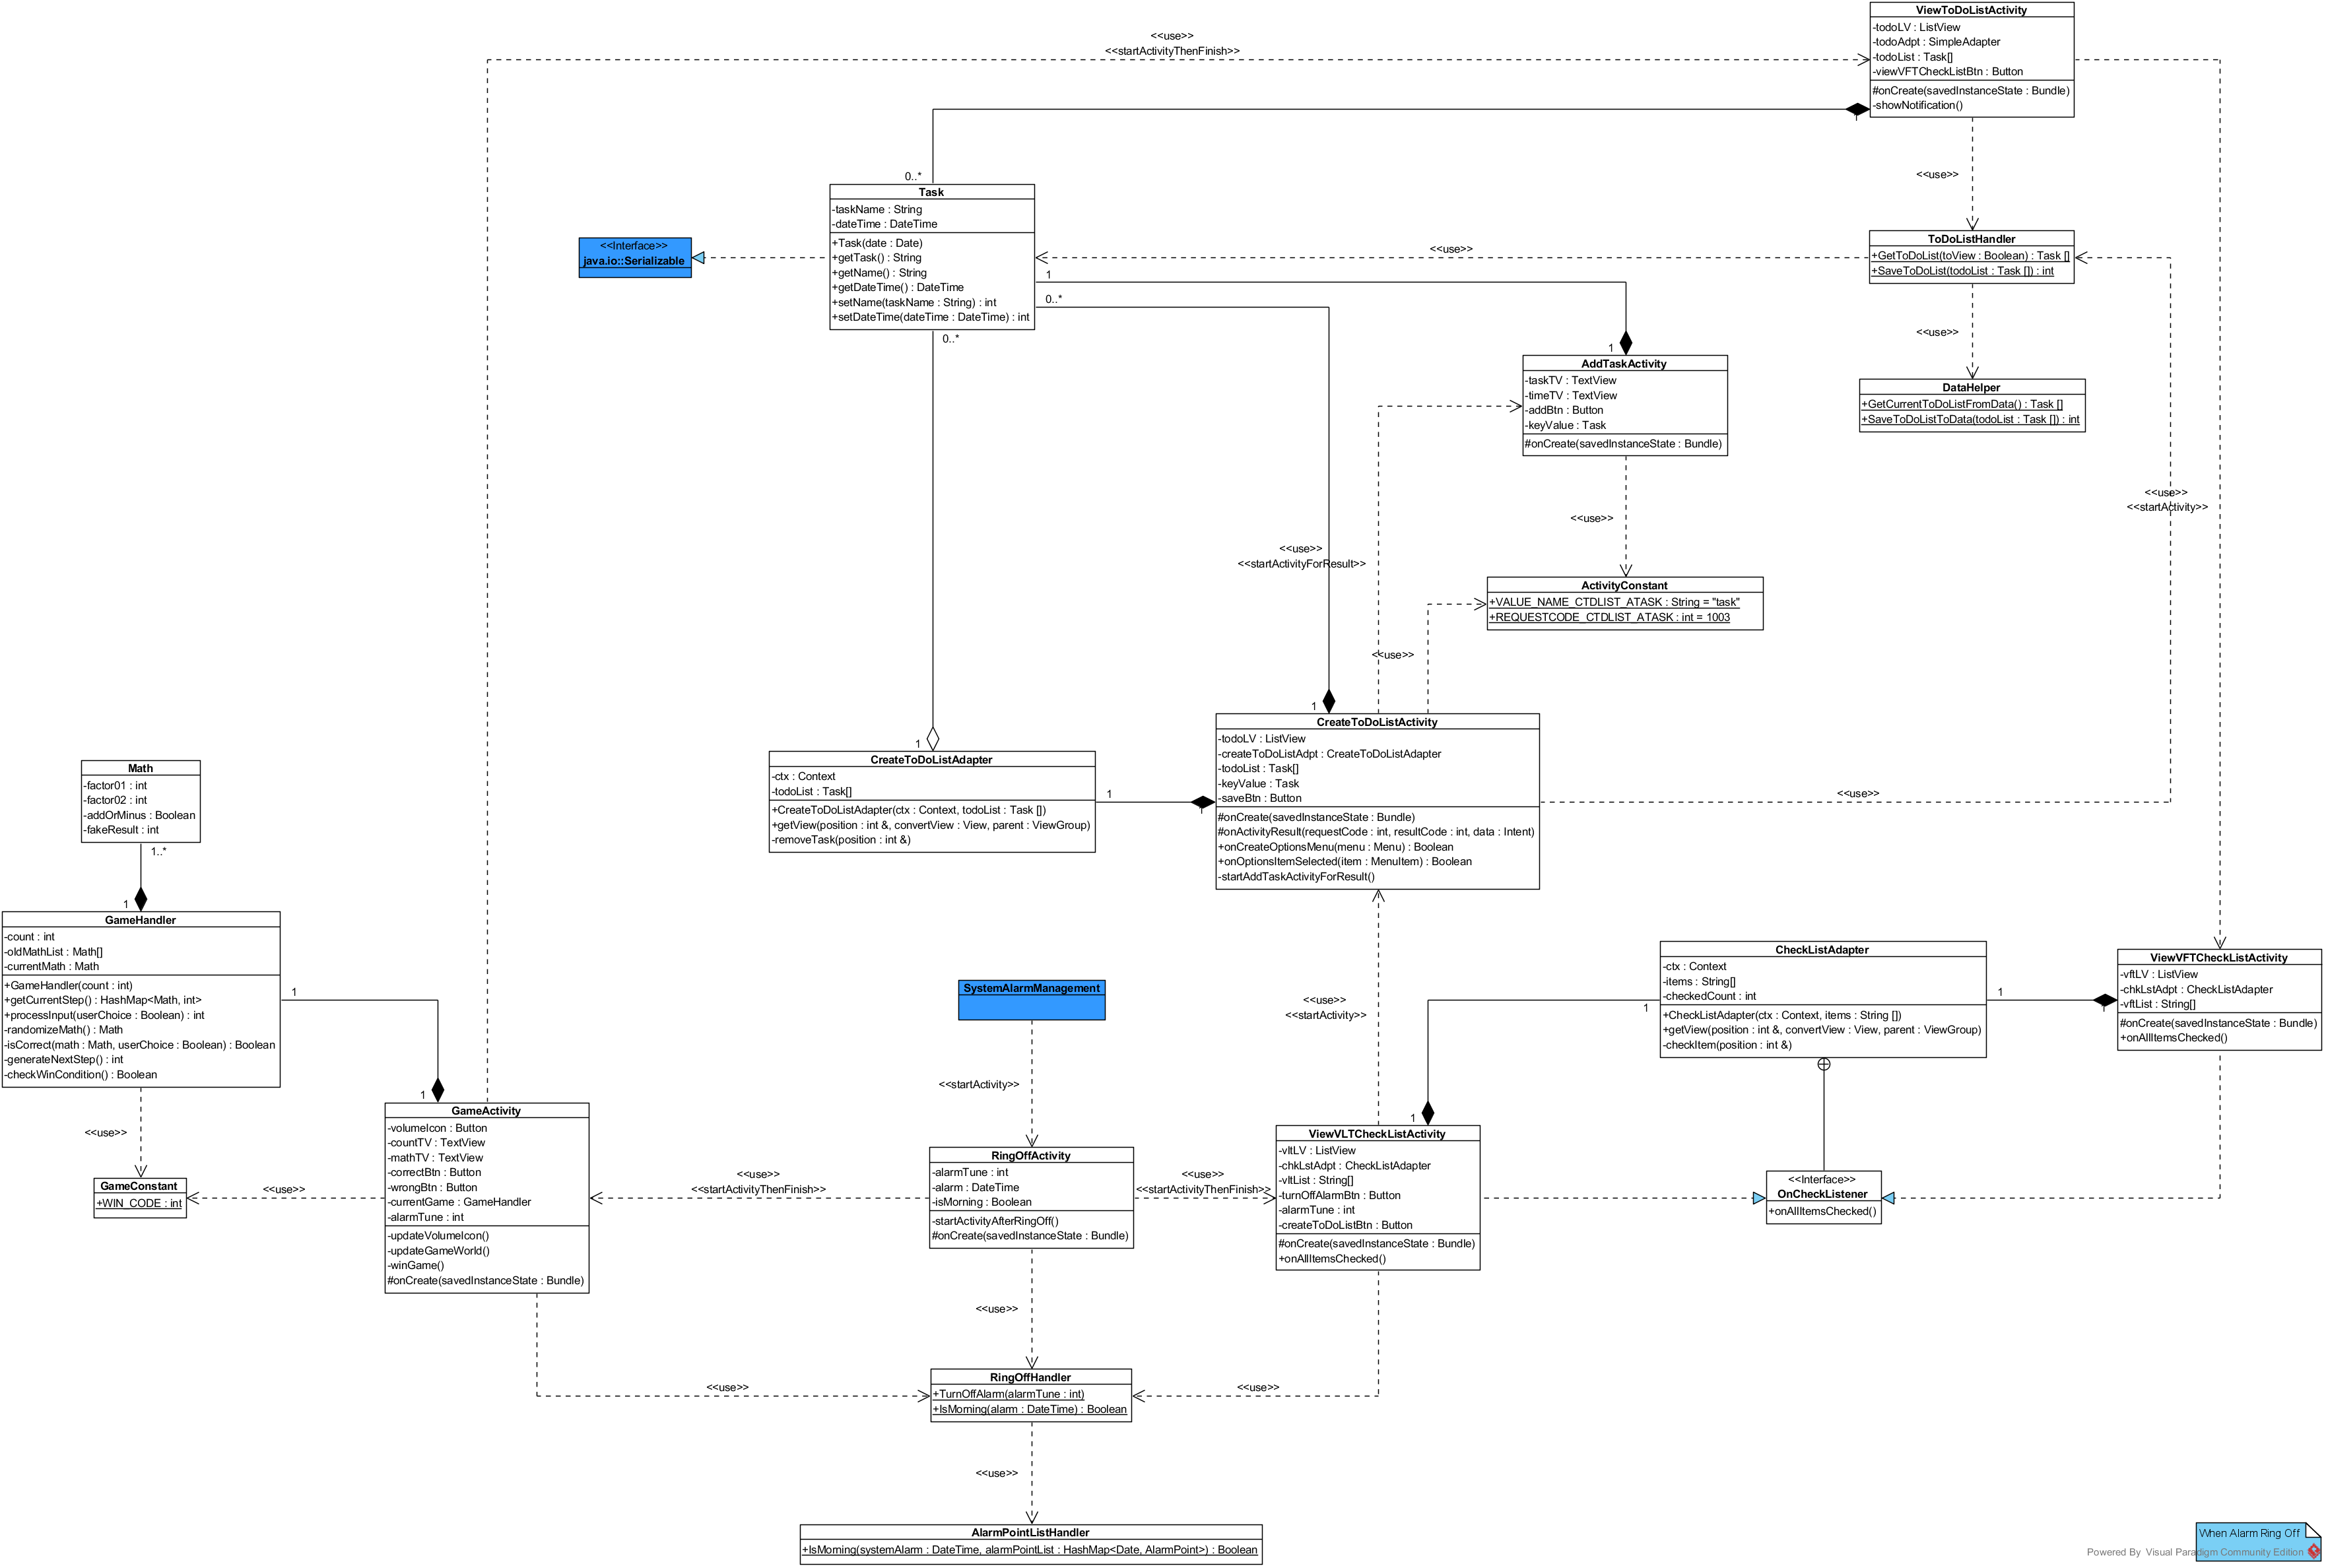 ViewToDoListActivity
-todoLV : ListView
-todoAdpt : SimpleAdapter
-todoList : Task[]
-viewVFTCheckListBtn : Button
#onCreate(savedInstanceState : Bundle)
-showNotification()
<<use>>
<<startActivityThenFinish>>
1
0..*
<<use>>
Task
-taskName : String
-dateTime : DateTime
+Task(date : Date)
+getTask() : String
+getName() : String
+getDateTime() : DateTime
+setName(taskName : String) : int
+setDateTime(dateTime : DateTime) : int
<<Interface>>
java.io::Serializable
<<use>>
ToDoListHandler
+GetToDoList(toView : Boolean) : Task []
+SaveToDoList(todoList : Task []) : int
1
0..*
0..*
<<use>>
1
AddTaskActivity
-taskTV : TextView
-timeTV : TextView
-addBtn : Button
-keyValue : Task
#onCreate(savedInstanceState : Bundle)
DataHelper
+GetCurrentToDoListFromData() : Task []
+SaveToDoListToData(todoList : Task []) : int
<<use>>
<<startActivity>>
<<use>>
<<use>>
<<startActivityForResult>>
ActivityConstant
+VALUE_NAME_CTDLIST_ATASK : String = "task"
+REQUESTCODE_CTDLIST_ATASK : int = 1003
<<use>>
1
CreateToDoListActivity
-todoLV : ListView
-createToDoListAdpt : CreateToDoListAdapter
-todoList : Task[]
-keyValue : Task
-saveBtn : Button
#onCreate(savedInstanceState : Bundle)
#onActivityResult(requestCode : int, resultCode : int, data : Intent)
+onCreateOptionsMenu(menu : Menu) : Boolean
+onOptionsItemSelected(item : MenuItem) : Boolean
-startAddTaskActivityForResult()
1
CreateToDoListAdapter
-ctx : Context
-todoList : Task[]
+CreateToDoListAdapter(ctx : Context, todoList : Task [])
+getView(position : int &, convertView : View, parent : ViewGroup)
-removeTask(position : int &)
1
1
<<use>>
Math
-factor01 : int
-factor02 : int
-addOrMinus : Boolean
-fakeResult : int
1..*
1
GameHandler
-count : int
-oldMathList : Math[]
-currentMath : Math
+GameHandler(count : int)
+getCurrentStep() : HashMap<Math, int>
+processInput(userChoice : Boolean) : int
-randomizeMath() : Math
-isCorrect(math : Math, userChoice : Boolean) : Boolean
-generateNextStep() : int
-checkWinCondition() : Boolean
1
1
<<use>>
GameConstant
+WIN_CODE : int
<<use>>
GameActivity
-volumeIcon : Button
-countTV : TextView
-mathTV : TextView
-correctBtn : Button
-wrongBtn : Button
-currentGame : GameHandler
-alarmTune : int
-updateVolumeIcon()
-updateGameWorld()
-winGame()
#onCreate(savedInstanceState : Bundle)
SystemAlarmManagement
<<startActivity>>
<<use>>
<<startActivityThenFinish>>
RingOffActivity
-alarmTune : int
-alarm : DateTime
-isMorning : Boolean
-startActivityAfterRingOff()
#onCreate(savedInstanceState : Bundle)
<<use>>
<<startActivityThenFinish>>
<<use>>
<<startActivity>>
1
1
ViewVLTCheckListActivity
-vltLV : ListView
-chkLstAdpt : CheckListAdapter
-vltList : String[]
-turnOffAlarmBtn : Button
-alarmTune : int
-createToDoListBtn : Button
#onCreate(savedInstanceState : Bundle)
+onAllItemsChecked()
CheckListAdapter
-ctx : Context
-items : String[]
-checkedCount : int
+CheckListAdapter(ctx : Context, items : String [])
+getView(position : int &, convertView : View, parent : ViewGroup)
-checkItem(position : int &)
1
1
ViewVFTCheckListActivity
-vftLV : ListView
-chkLstAdpt : CheckListAdapter
-vftList : String[]
#onCreate(savedInstanceState : Bundle)
+onAllItemsChecked()
<<Interface>>
OnCheckListener
+onAllItemsChecked()
<<use>>
<<use>>
<<use>>
RingOffHandler
+TurnOffAlarm(alarmTune : int)
+IsMorning(alarm : DateTime) : Boolean
<<use>>
AlarmPointListHandler
+IsMorning(systemAlarm : DateTime, alarmPointList : HashMap<Date, AlarmPoint>) : Boolean
When Alarm Ring Off
Powered By Visual Paradigm Community Edition